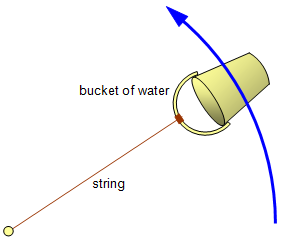 bucket of water
string